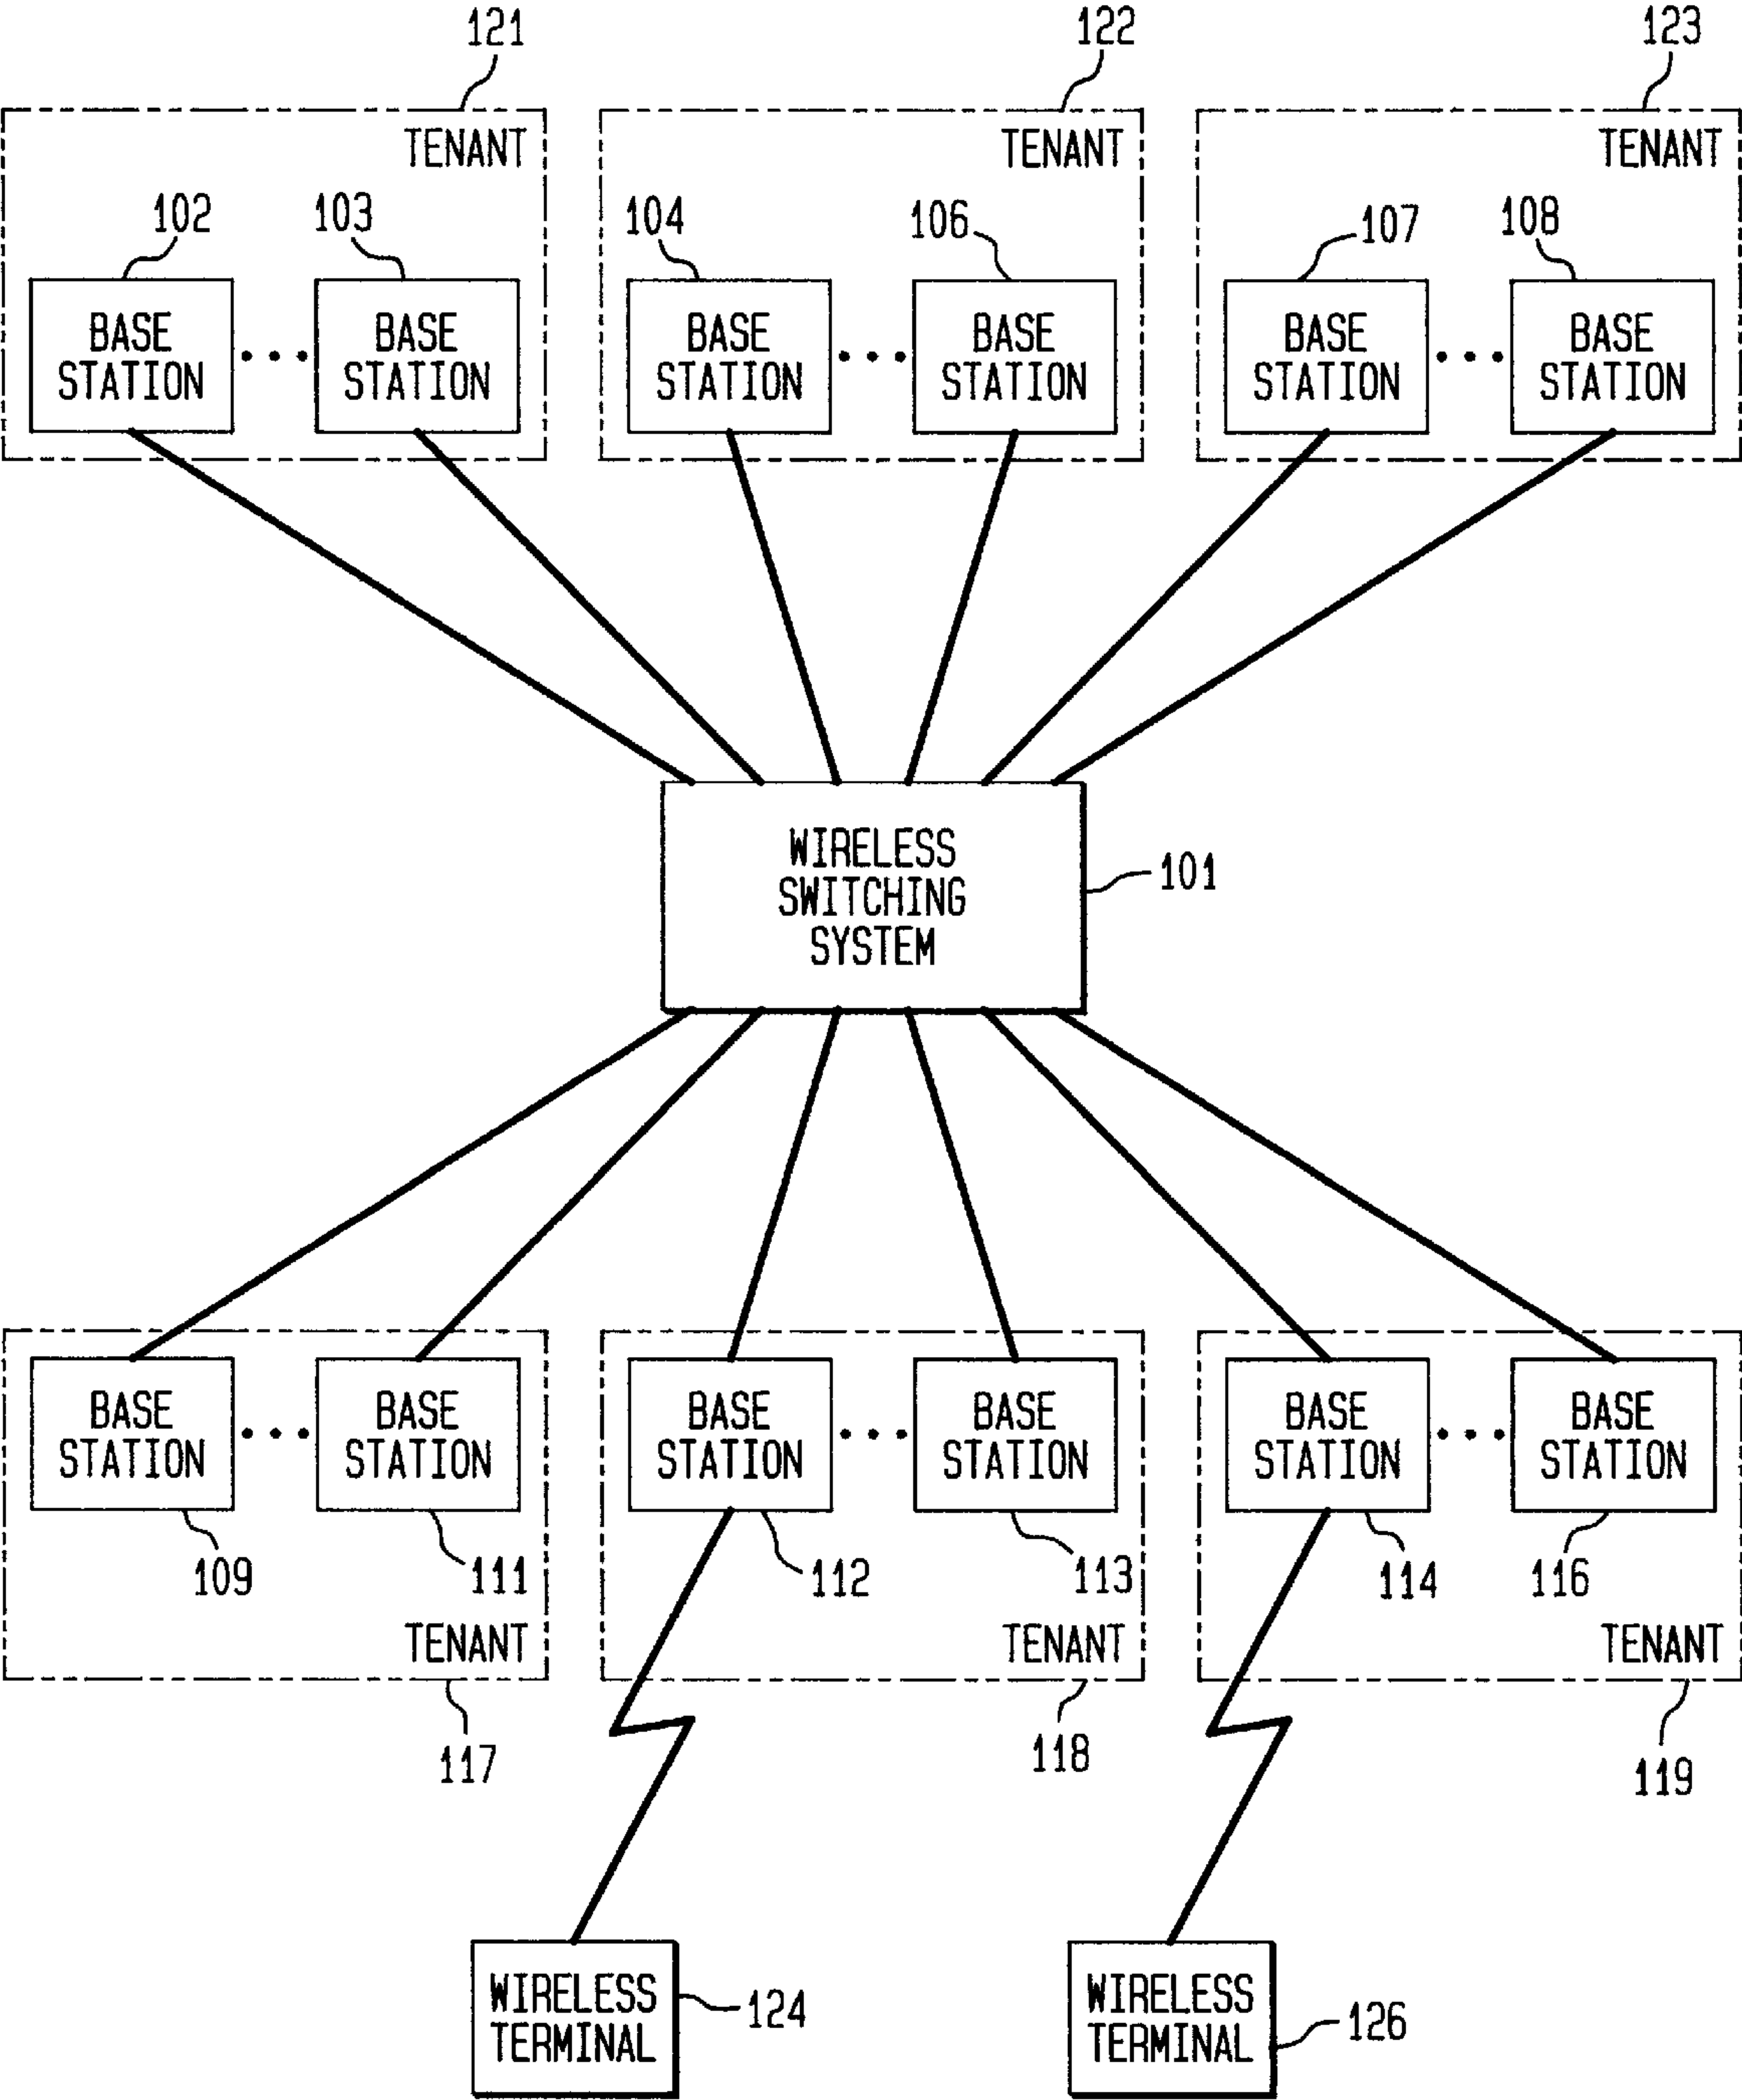 121 122 123
TENANT TENANT TENANT
102 103 104 106 107 108
BASE BASE BASE BASE BASE BASE
STATION STATION STATION STATION STATION STATION
WIRELESS
SWITCHING
SYSTEM
101
BASE BASE BASE BASE BASE BASE
STATION STATION STATION STATION STATION STATION
109 111 112 113 114 116
TENANT TENANT TENANT
117 118 119
WIRELESS WIRELESS
TERMINAL TERMINAL
124 126